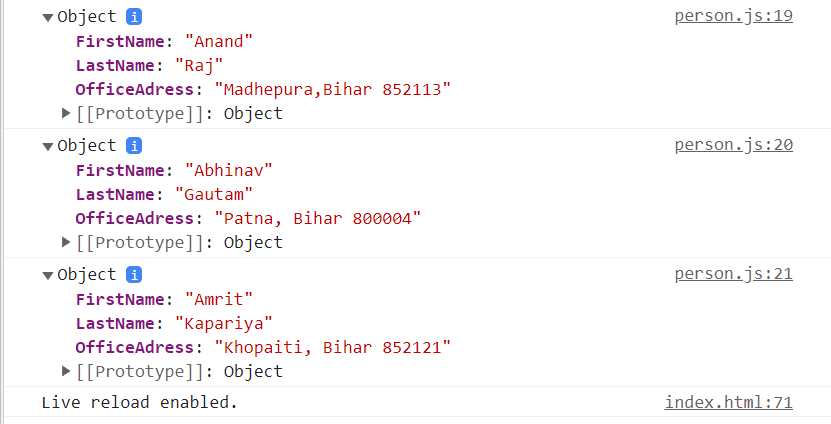 ▼Object i person.js:19
FirstName: "Anand"
LastName: "Raj"
OfficeAdress: "Madhepura,Bihar 852113"
▶[[Prototype]]: Object
▼Object i person.js:20
FirstName: "Abhinav"
LastName: "Gautam"
OfficeAdress: "Patna, Bihar 800004"
▶[[Prototype]]: Object
▼Object i person.js:21
FirstName: "Amrit"
LastName: "Kapariya"
OfficeAdress: "Khopaiti, Bihar 852121"
▶[[Prototype]]: Object
Live reload enabled. index.html:71